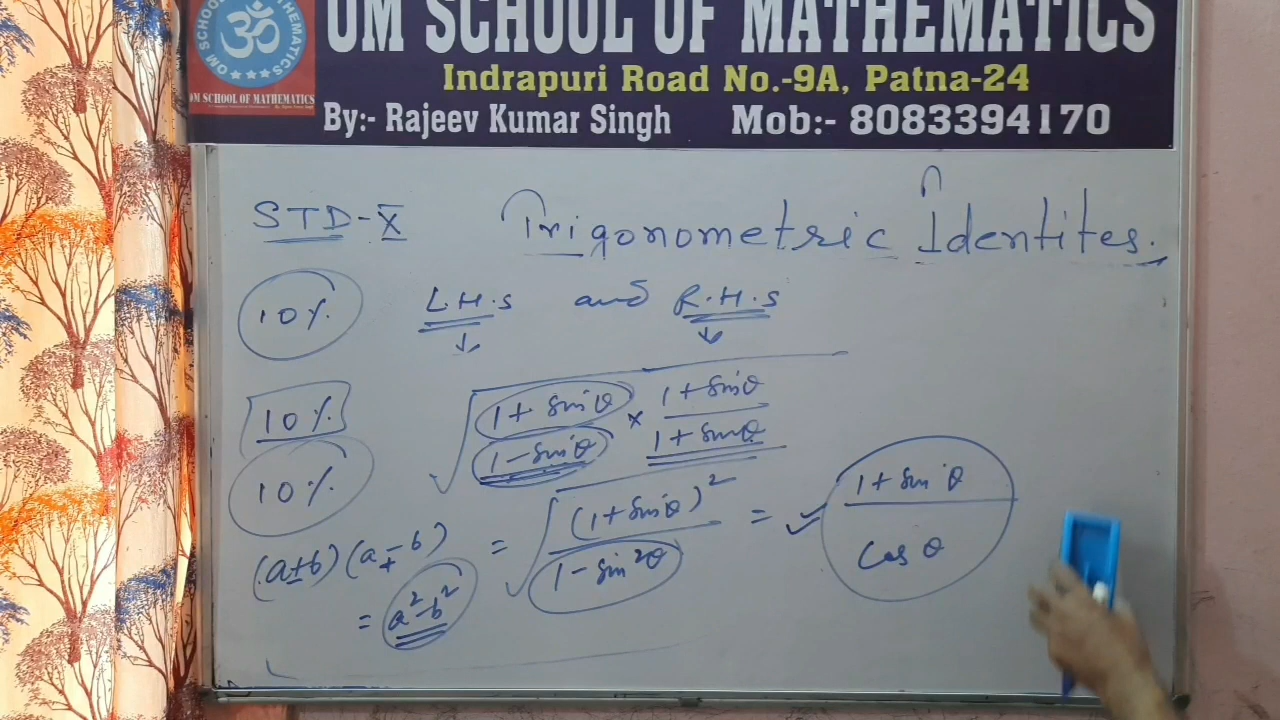 OM SCHOOL OF MATHEMATICS
OM SCHOOL OF MATHEMATICS
Indrapuri Road No.-9A, Patna-24
By:- Rajeev Kumar Singh Mob:- 8083394170
STD-X Trigonometric Identites.
10% L.H.S and R.H.S
10% √(1+sinθ / 1-sinθ × 1+sinθ / 1+sinθ)
10%
(a±b)(a∓b) = √((1+sinθ)² / 1-sin²θ) = 1+sinθ / cosθ
= a²-b²